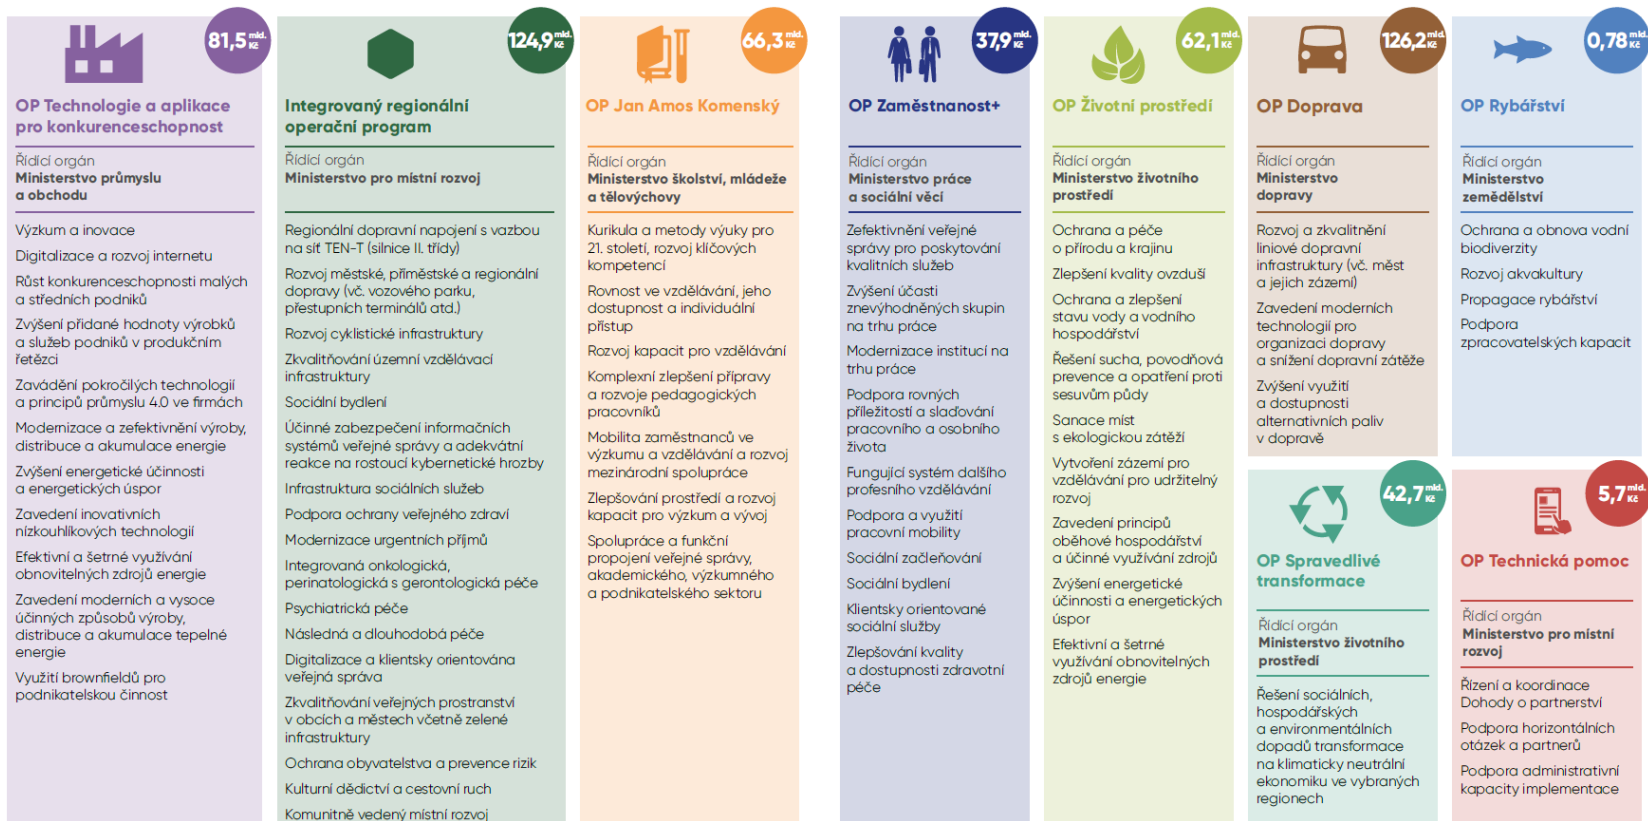 81,5 mld. Kč
OP Technologie a aplikace
pro konkurenceschopnost
Řídící orgán
Ministerstvo průmyslu
a obchodu
Výzkum a inovace
Digitalizace a rozvoj internetu
Růst konkurenceschopnosti malých
a středních podniků
Zvýšení přidané hodnoty výrobků
a služeb podniků v produkčním
řetězci
Zavádění pokročilých technologií
a principů průmyslu 4.0 ve firmách
Modernizace a zefektivnění výroby,
distribuce a akumulace energie
Zvýšení energetické účinnosti
a energetických úspor
Zavedení inovativních
nízkouhlíkových technologií
Efektivní a šetrné využívání
obnovitelných zdrojů energie
Zavedení moderních a vysoce
účinných způsobů výroby,
distribuce a akumulace tepelné
energie
Využití brownfieldů pro
podnikatelskou činnost
124,9 mld. Kč
Integrovaný regionální
operační program
Řídící orgán
Ministerstvo pro místní rozvoj
Regionální dopravní napojení s vazbou
na síť TEN-T (silnice II. třídy)
Rozvoj městské, příměstské a regionální
dopravy (vč. vozového parku,
přestupních terminálů atd.)
Rozvoj cyklistické infrastruktury
Zkvalitňování územní vzdělávací
infrastruktury
Sociální bydlení
Účinné zabezpečení informačních
systémů veřejné správy a adekvátní
reakce na rostoucí kybernetické hrozby
Infrastruktura sociálních služeb
Podpora ochrany veřejného zdraví
Modernizace urgentních příjmů
Integrovaná onkologická,
perinatologická s gerontologická péče
Psychiatrická péče
Následná a dlouhodobá péče
Digitalizace a klientsky orientována
veřejná správa
Zkvalitňování veřejných prostranství
v obcích a městech včetně zelené
infrastruktury
Ochrana obyvatelstva a prevence rizik
Kulturní dědictví a cestovní ruch
Komunitně vedený místní rozvoj
66,3 mld. Kč
OP Jan Amos Komenský
Řídící orgán
Ministerstvo školství, mládeže
a tělovýchovy
Kurikula a metody výuky pro
21. století, rozvoj klíčových
kompetencí
Rovnost ve vzdělávání, jeho
dostupnost a individuální
přístup
Rozvoj kapacit pro vzdělávání
Komplexní zlepšení přípravy
a rozvoje pedagogických
pracovníků
Mobilita zaměstnanců ve
výzkumu a vzdělávání a rozvoj
mezinárodní spolupráce
Zlepšování prostředí a rozvoj
kapacit pro výzkum a vývoj
Spolupráce a funkční
propojení veřejné správy,
akademického, výzkumného
a podnikatelského sektoru
37,9 mld. Kč
OP Zaměstnanost+
Řídící orgán
Ministerstvo práce
a sociální věcí
Zefektivnění veřejné
správy pro poskytování
kvalitních služeb
Zvýšení účasti
znevýhodněných skupin
na trhu práce
Modernizace institucí na
trhu práce
Podpora rovných
příležitostí a slaďování
pracovního a osobního
života
Fungující systém dalšího
profesního vzdělávání
Podpora a využití
pracovní mobility
Sociální začleňování
Sociální bydlení
Klientsky orientované
sociální služby
Zlepšování kvality
a dostupnosti zdravotní
péče
62,1 mld. Kč
OP Životní prostředí
Řídící orgán
Ministerstvo životního
prostředí
Ochrana a péče
o přírodu a krajinu
Zlepšení kvality ovzduší
Ochrana a zlepšení
stavu vody a vodního
hospodářství
Řešení sucha, povodňová
prevence a opatření proti
sesuvům půdy
Sanace míst
s ekologickou zátěží
Vytvoření zázemí pro
vzdělávání pro udržitelný
rozvoj
Zavedení principů
oběhové hospodářství
a účinné využívání zdrojů
Zvýšení energetické
účinnosti a energetických
úspor
Efektivní a šetrné
využívání obnovitelných
zdrojů energie
126,2 mld. Kč
OP Doprava
Řídící orgán
Ministerstvo
dopravy
Rozvoj a zkvalitnění
liniové dopravní
infrastruktury (vč. měst
a jejich zázemí)
Zavedení moderních
technologií pro
organizaci dopravy
a snížení dopravní zátěže
Zvýšení využití
a dostupnosti
alternativních paliv
v dopravě
0,78 mld. Kč
OP Rybářství
Řídící orgán
Ministerstvo
zemědělství
Ochrana a obnova vodní
biodiverzity
Rozvoj akvakultury
Propagace rybářství
Podpora
zpracovatelských kapacit
42,7 mld. Kč
OP Spravedlivé
transformace
Řídící orgán
Ministerstvo životního
prostředí
Řešení sociálních,
hospodářských
a environmentálních
dopadů transformace
na klimaticky neutrální
ekonomiku ve vybraných
regionech
5,7 mld. Kč
OP Technická pomoc
Řídící orgán
Ministerstvo pro místní
rozvoj
Řízení a koordinace
Dohody o partnerství
Podpora horizontálních
otázek a partnerů
Podpora administrativní
kapacity implementace